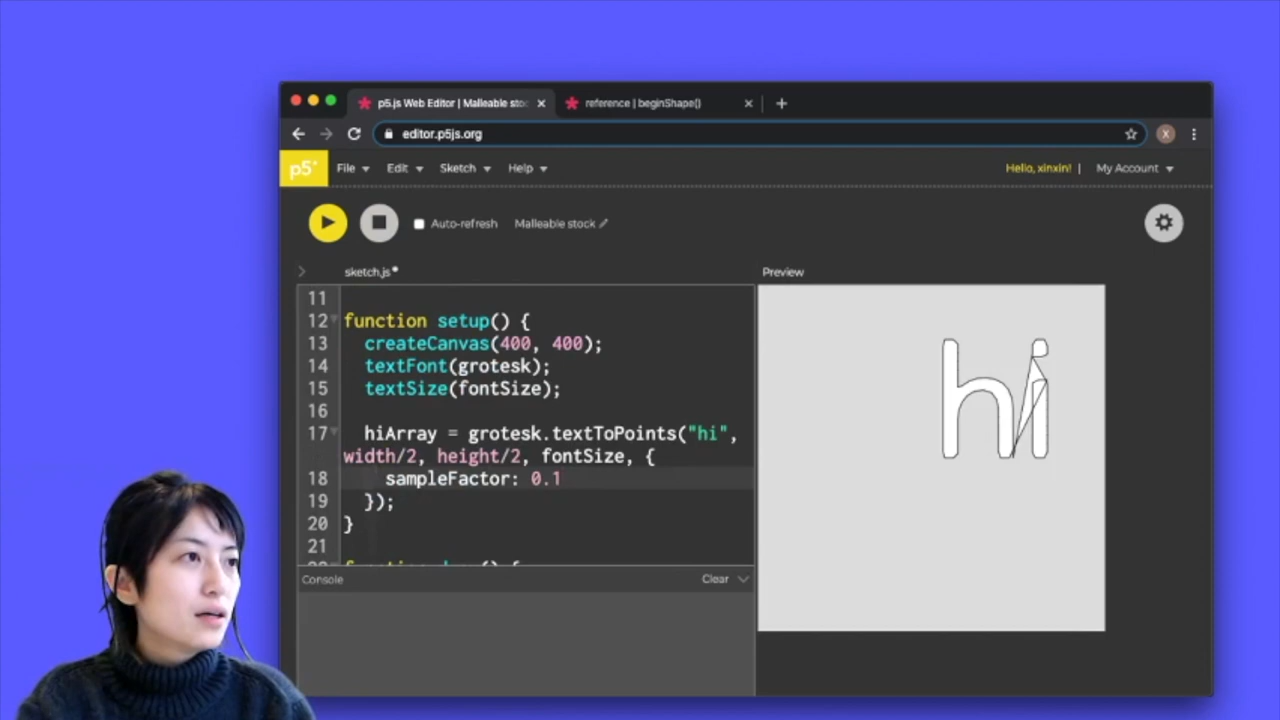 p5.js Web Editor | Malleable stoc
reference | beginShape()
editor.p5js.org
X
p5*
File
Edit
Sketch
Help
Hello, xinxin! |
My Account
Auto-refresh
Malleable stock
sketch.js
Preview
11
12 function setup() {
13 createCanvas(400, 400);
14 textFont(grotesk);
15 textSize(fontSize);
16
17 hiArray = grotesk.textToPoints("hi",
width/2, height/2, fontSize, {
18 sampleFactor: 0.1
19 });
20 }
21
hi
Console
Clear